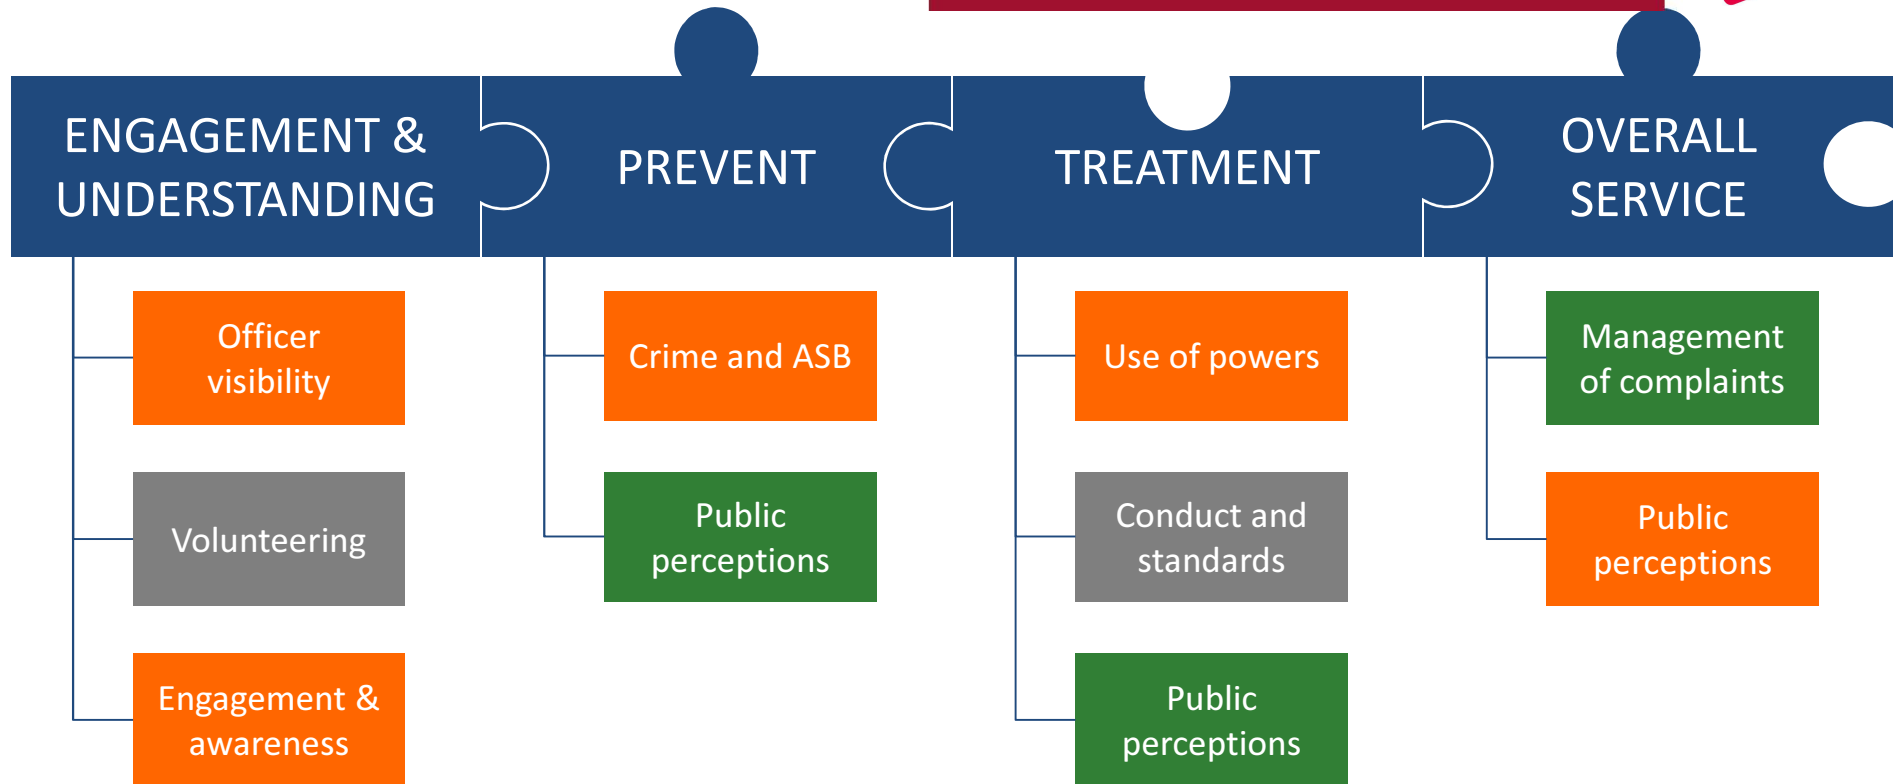 ENGAGEMENT &
UNDERSTANDING
Officer
visibility
Volunteering
Engagement &
awareness
PREVENT
Crime and ASB
Public
perceptions
TREATMENT
Use of powers
Conduct and
standards
Public
perceptions
OVERALL
SERVICE
Management
of complaints
Public
perceptions